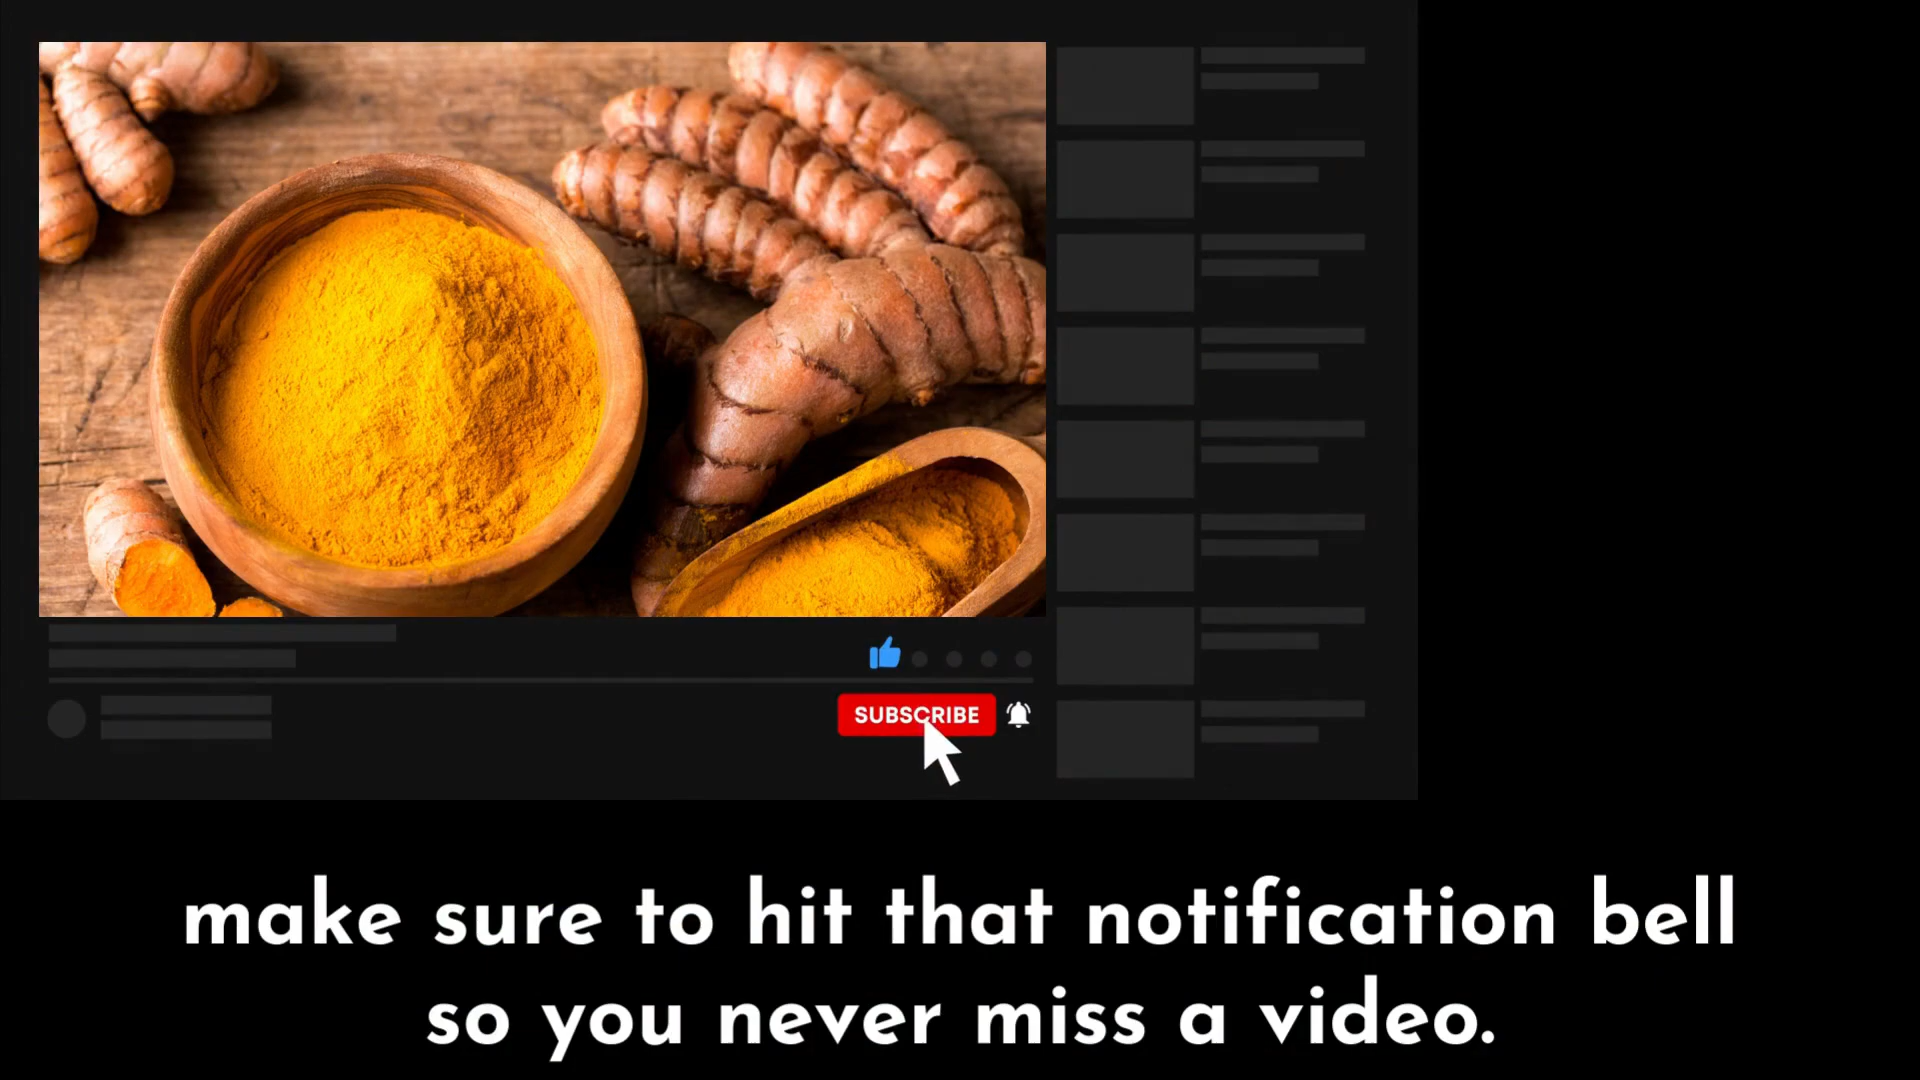 SUBSCRIBE
make sure to hit that notification bell
so you never miss a video.